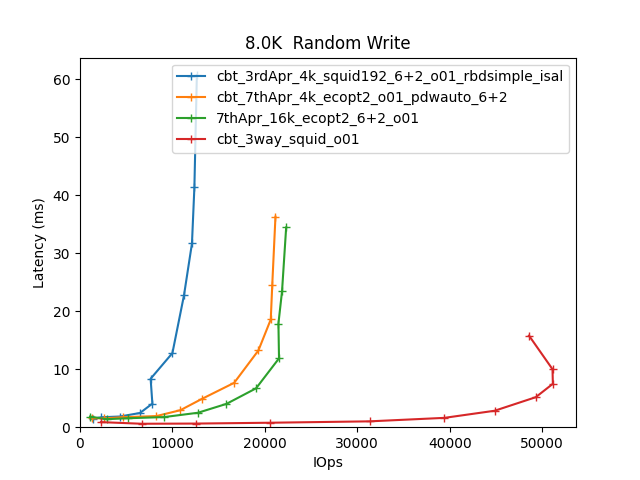 8.0K  Random Write
cbt_3rdApr_4k_squid192_6+2_o01_rbdsimple_isal
cbt_7thApr_4k_ecopt2_o01_pdwauto_6+2
7thApr_16k_ecopt2_6+2_o01
cbt_3way_squid_o01
Latency (ms)
60
50
40
30
20
10
0
0 10000 20000 30000 40000 50000
IOps